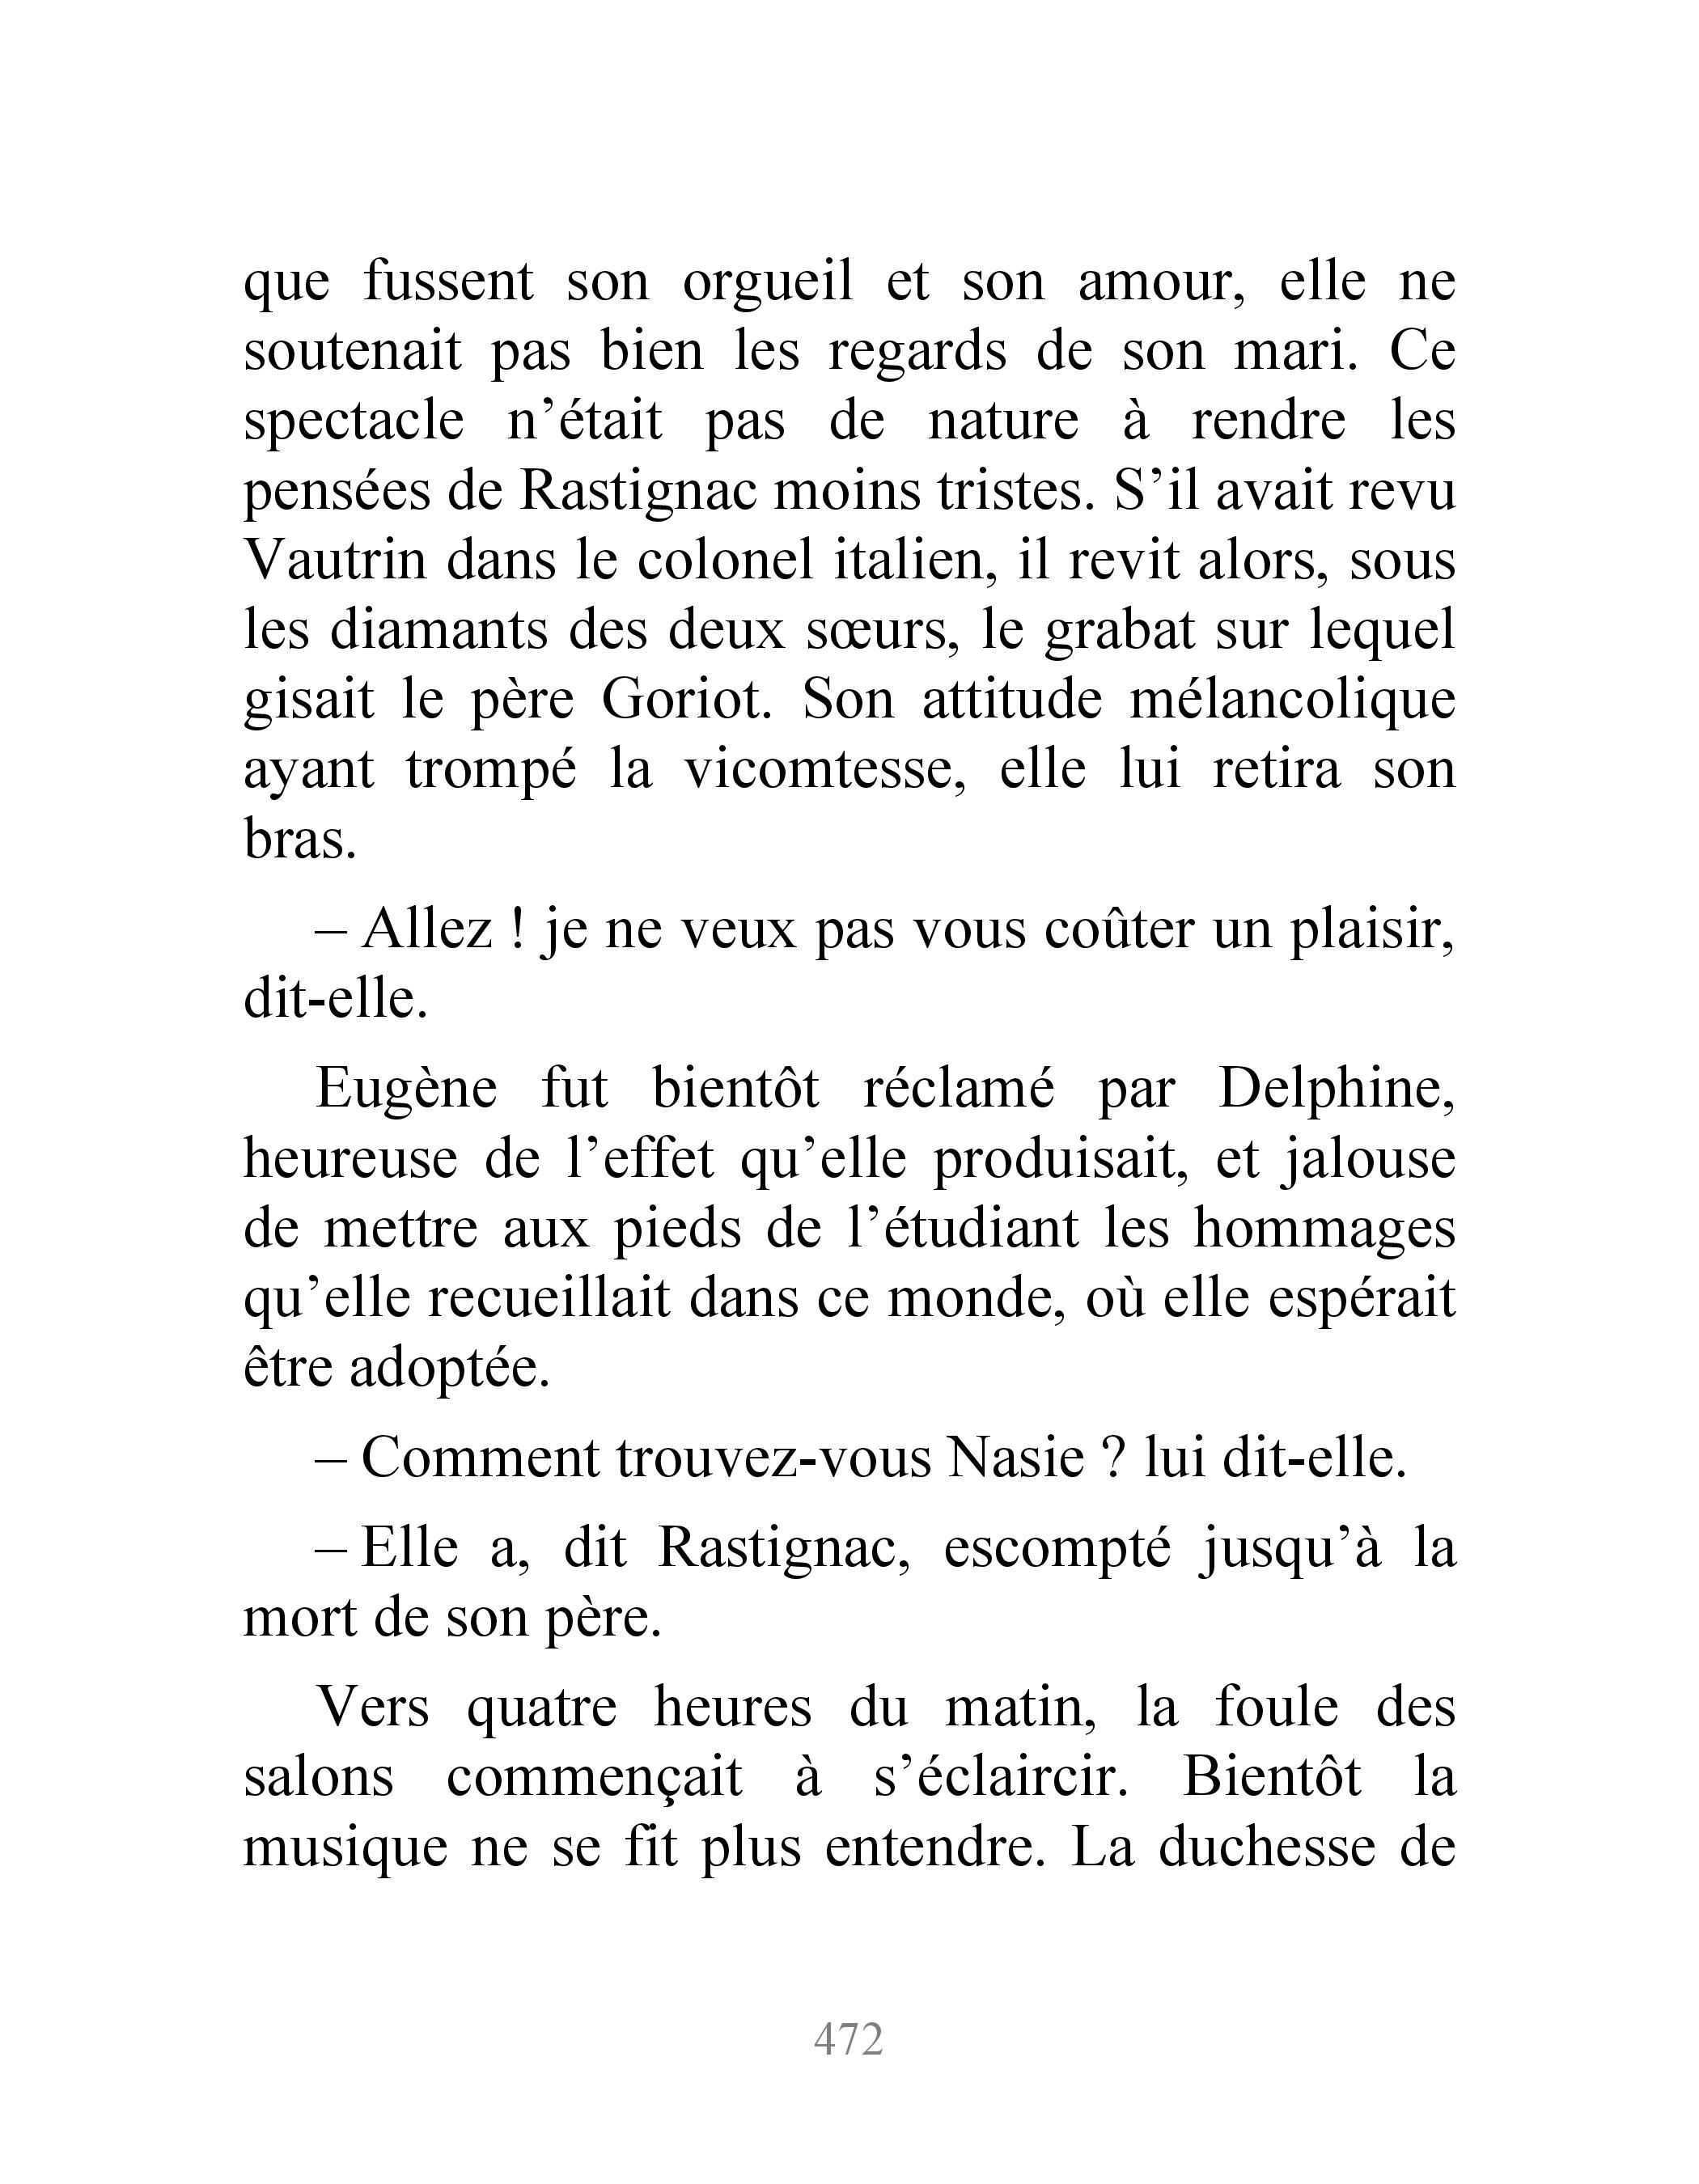 que fussent son orgueil et son amour, elle ne
soutenait pas bien les regards de son mari. Ce
spectacle n’était pas de nature à rendre les
pensées de Rastignac moins tristes. S’il avait revu
Vautrin dans le colonel italien, il revit alors, sous
les diamants des deux sœurs, le grabat sur lequel
gisait le père Goriot. Son attitude mélancolique
ayant trompé la vicomtesse, elle lui retira son
bras.
– Allez ! je ne veux pas vous coûter un plaisir,
dit-elle.
Eugène fut bientôt réclamé par Delphine,
heureuse de l’effet qu’elle produisait, et jalouse
de mettre aux pieds de l’étudiant les hommages
qu’elle recueillait dans ce monde, où elle espérait
être adoptée.
– Comment trouvez-vous Nasie ? lui dit-elle.
– Elle a, dit Rastignac, escompté jusqu’à la
mort de son père.
Vers quatre heures du matin, la foule des
salons commençait à s’éclaircir. Bientôt la
musique ne se fit plus entendre. La duchesse de
472